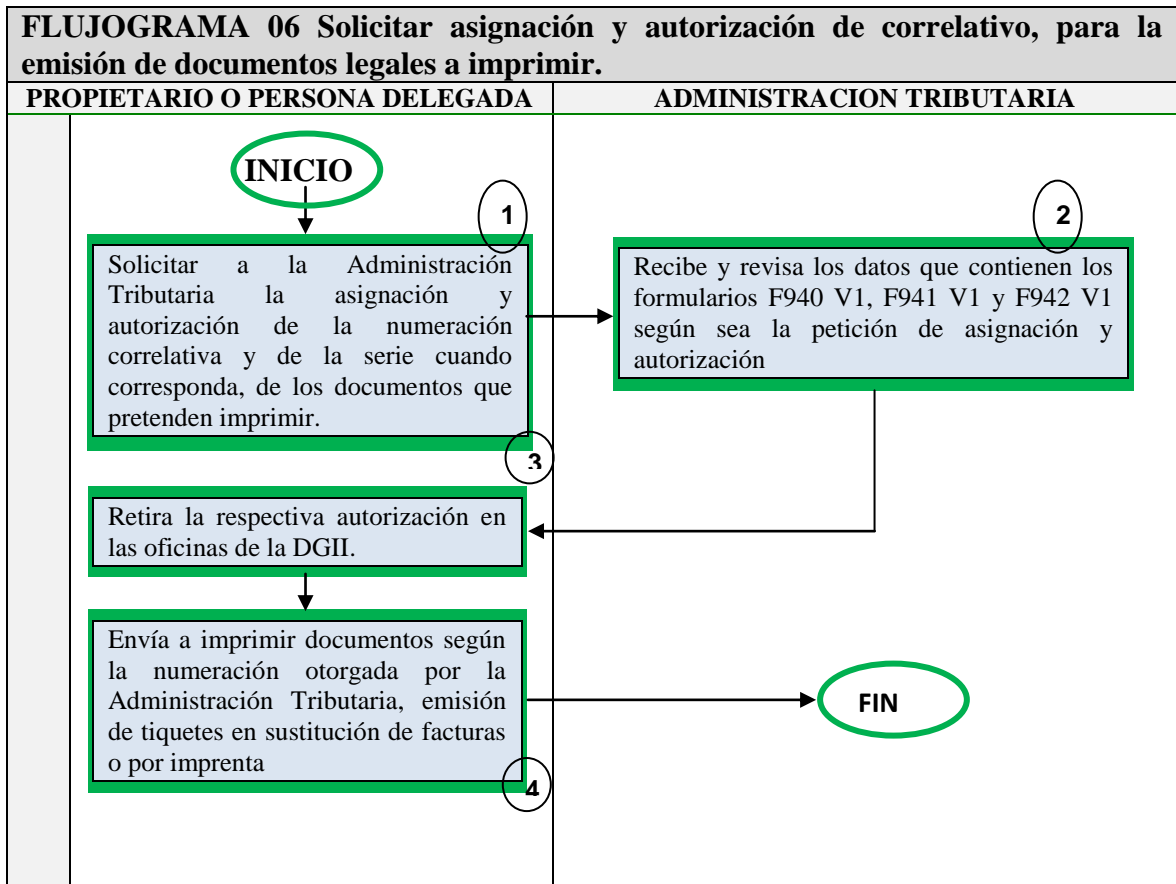 FLUJOGRAMA 06 Solicitar asignación y autorización de correlativo, para la
emisión de documentos legales a imprimir.
PROPIETARIO O PERSONA DELEGADA
ADMINISTRACION TRIBUTARIA
INICIO
1
Solicitar a la Administración
Tributaria la asignación y
autorización de la numeración
correlativa y de la serie cuando
corresponda, de los documentos que
pretenden imprimir.
2
Recibe y revisa los datos que contienen los
formularios F940 V1, F941 V1 y F942 V1
según sea la petición de asignación y
autorización
3
Retira la respectiva autorización en
las oficinas de la DGII.
Envía a imprimir documentos según
la numeración otorgada por la
Administración Tributaria, emisión
de tiquetes en sustitución de facturas
o por imprenta
4
FIN